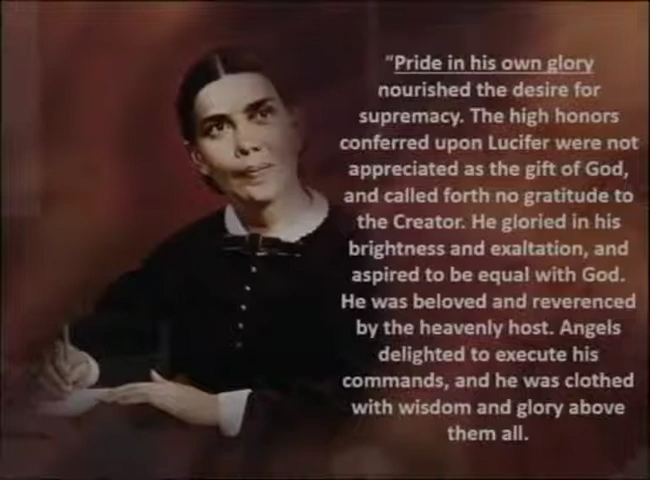 "Pride in his own glory
nourished the desire for
supremacy. The high honors
conferred upon Lucifer were not
appreciated as the gift of God,
and called forth no gratitude to
the Creator. He gloried in his
brightness and exaltation, and
aspired to be equal with God.
He was beloved and reverenced
by the heavenly host. Angels
delighted to execute his
commands, and he was clothed
with wisdom and glory above
them all.